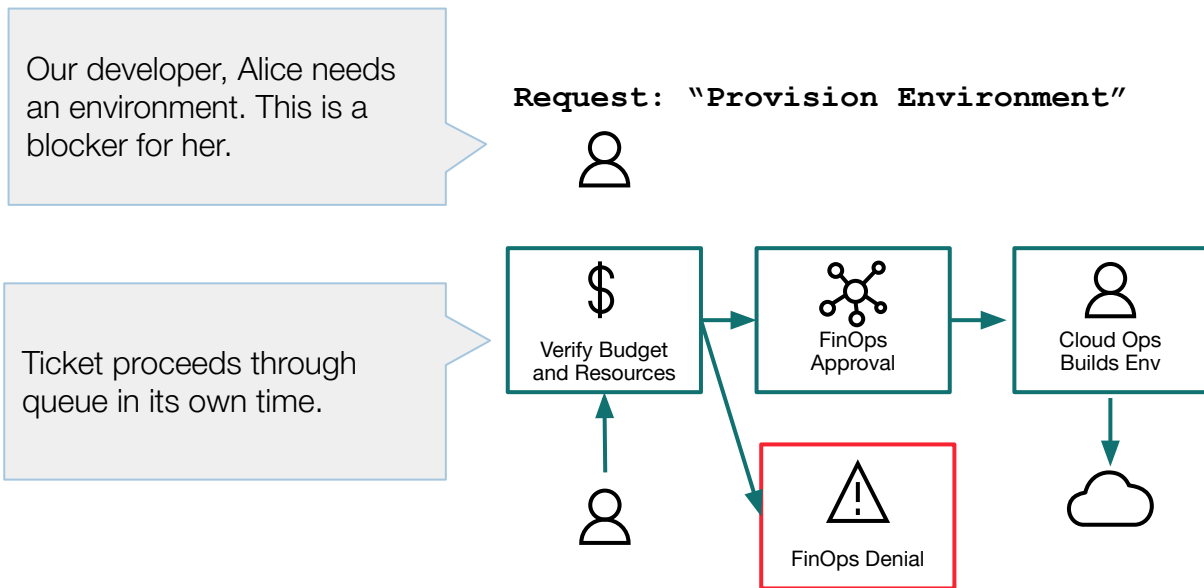 Our developer, Alice needs
an environment. This is a
blocker for her.
Request: “Provision Environment”
Ticket proceeds through
queue in its own time.
$
Verify Budget
and Resources
FinOps
Approval
Cloud Ops
Builds Env
FinOps Denial